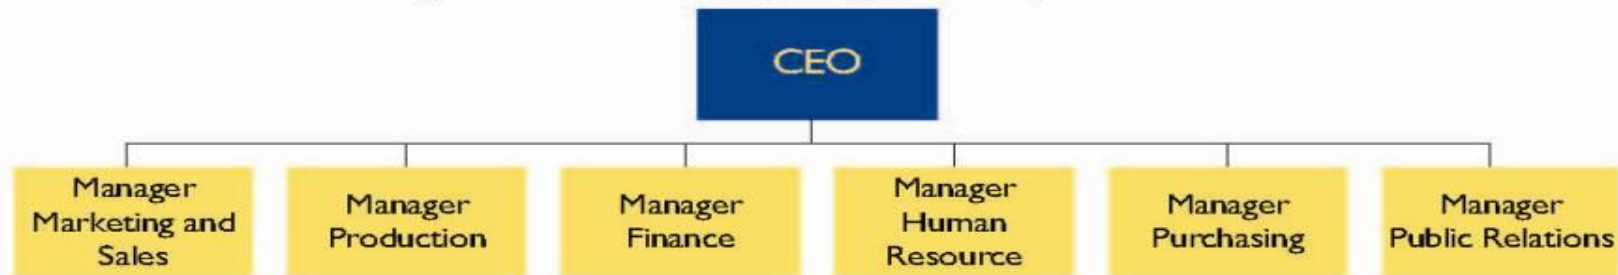 CEO
Manager
Marketing and
Sales
Manager
Production
Manager
Finance
Manager
Human
Resource
Manager
Purchasing
Manager
Public Relations